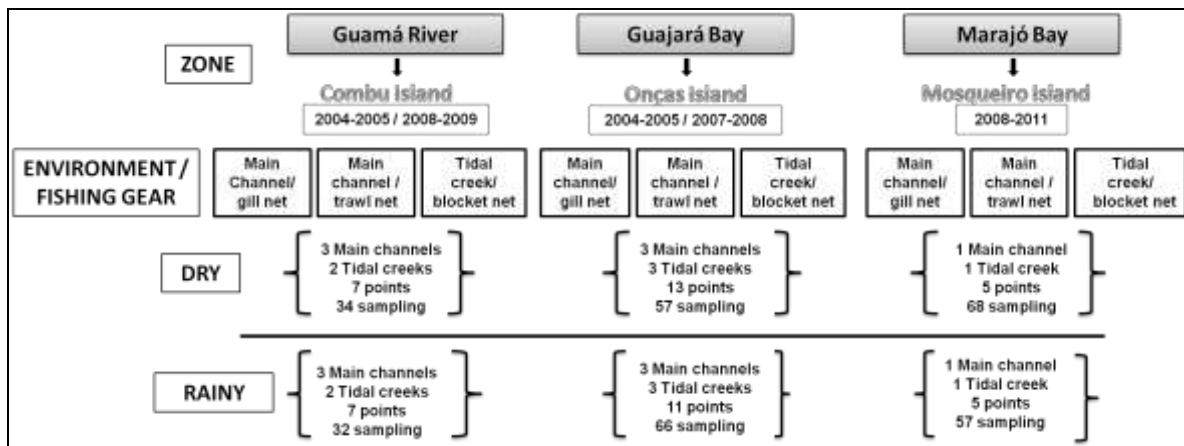 ZONE
Guamá River
Guajará Bay
Marajó Bay
Combu Island
Onças Island
Mosqueiro Island
2004-2005 / 2008-2009
2004-2005 / 2007-2008
2008-2011
ENVIRONMENT /
FISHING GEAR
Main
Channel/
gill net
Main
channel /
trawl net
Tidal
creek/
blocket net
Main
channel/
gill net
Main
channel /
trawl net
Tidal
creek/
blocket net
Main
channel/
gill net
Main
channel /
trawl net
Tidal
creek/
blocket net
DRY
3 Main channels
2 Tidal creeks
7 points
34 sampling
3 Main channels
3 Tidal creeks
13 points
57 sampling
1 Main channel
1 Tidal creek
5 points
68 sampling
RAINY
3 Main channels
2 Tidal creeks
7 points
32 sampling
3 Main channels
3 Tidal creeks
11 points
66 sampling
1 Main channel
1 Tidal creek
5 points
57 sampling